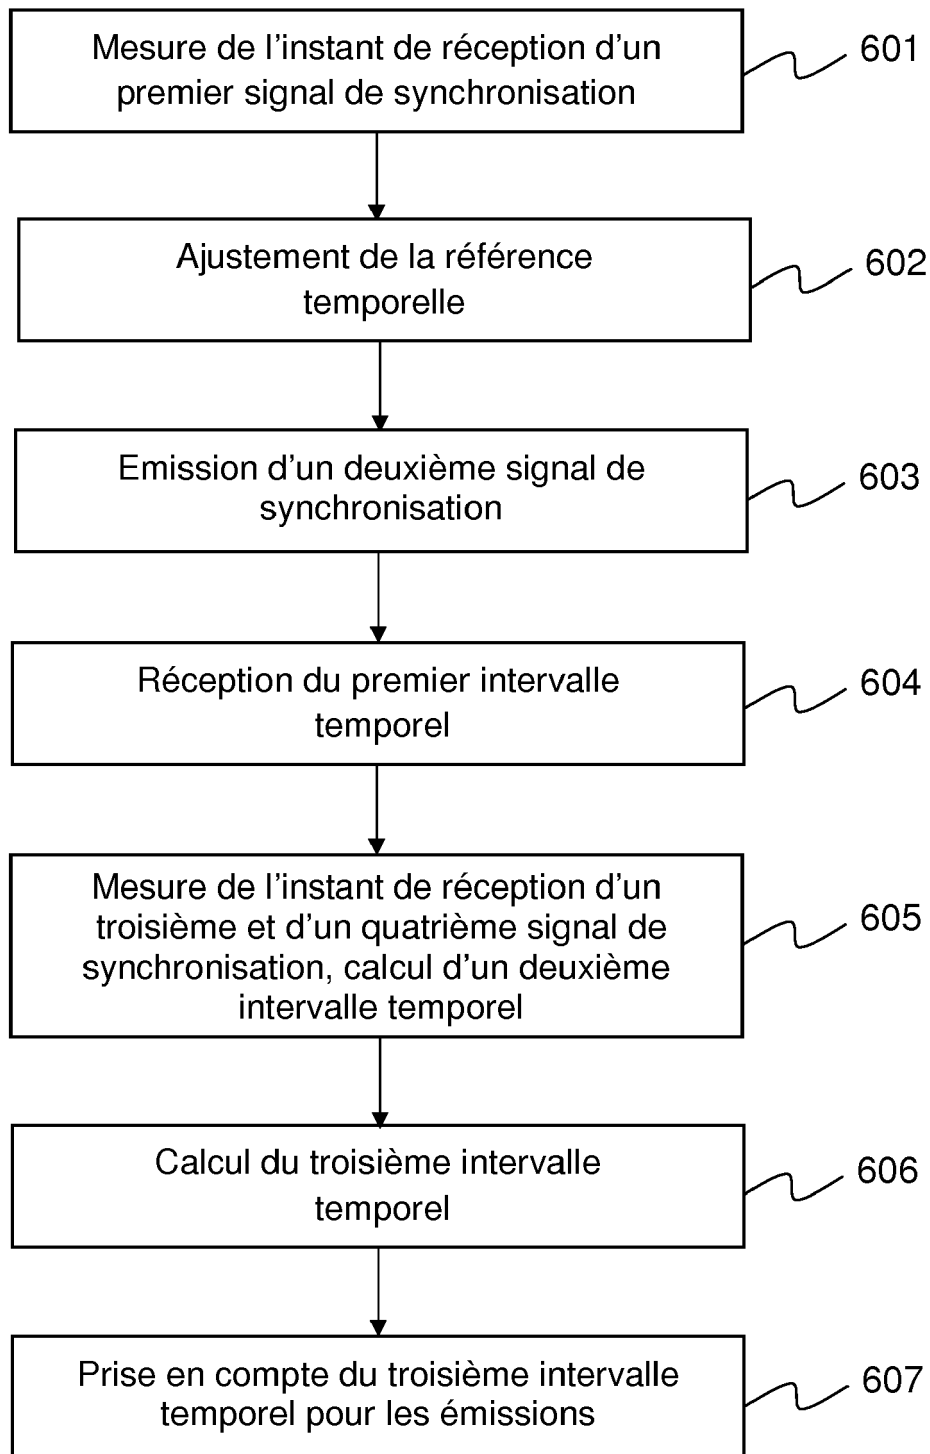 Mesure de l'instant de réception d'un
premier signal de synchronisation
601
Ajustement de la référence
temporelle
602
Emission d'un deuxième signal de
synchronisation
603
Réception du premier intervalle
temporel
604
Mesure de l'instant de réception d'un
troisième et d'un quatrième signal de
synchronisation, calcul d'un deuxième
intervalle temporel
605
Calcul du troisième intervalle
temporel
606
Prise en compte du troisième intervalle
temporel pour les émissions
607